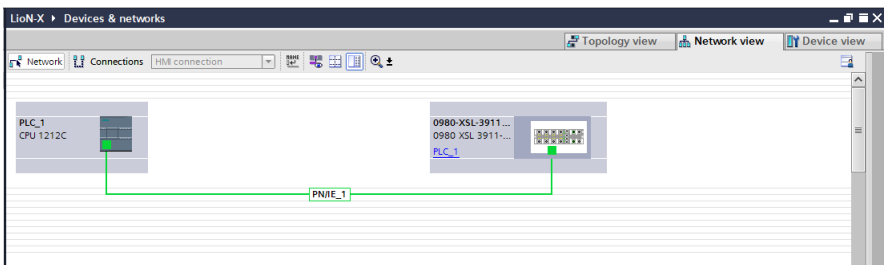 LioN-X ▸ Devices & networks
Topology view Network view Device view
Network Connections HMI connection
PLC_1
CPU 1212C
0980-XSL-3911...
0980 XSL 3911-...
PLC_1
PN/IE_1